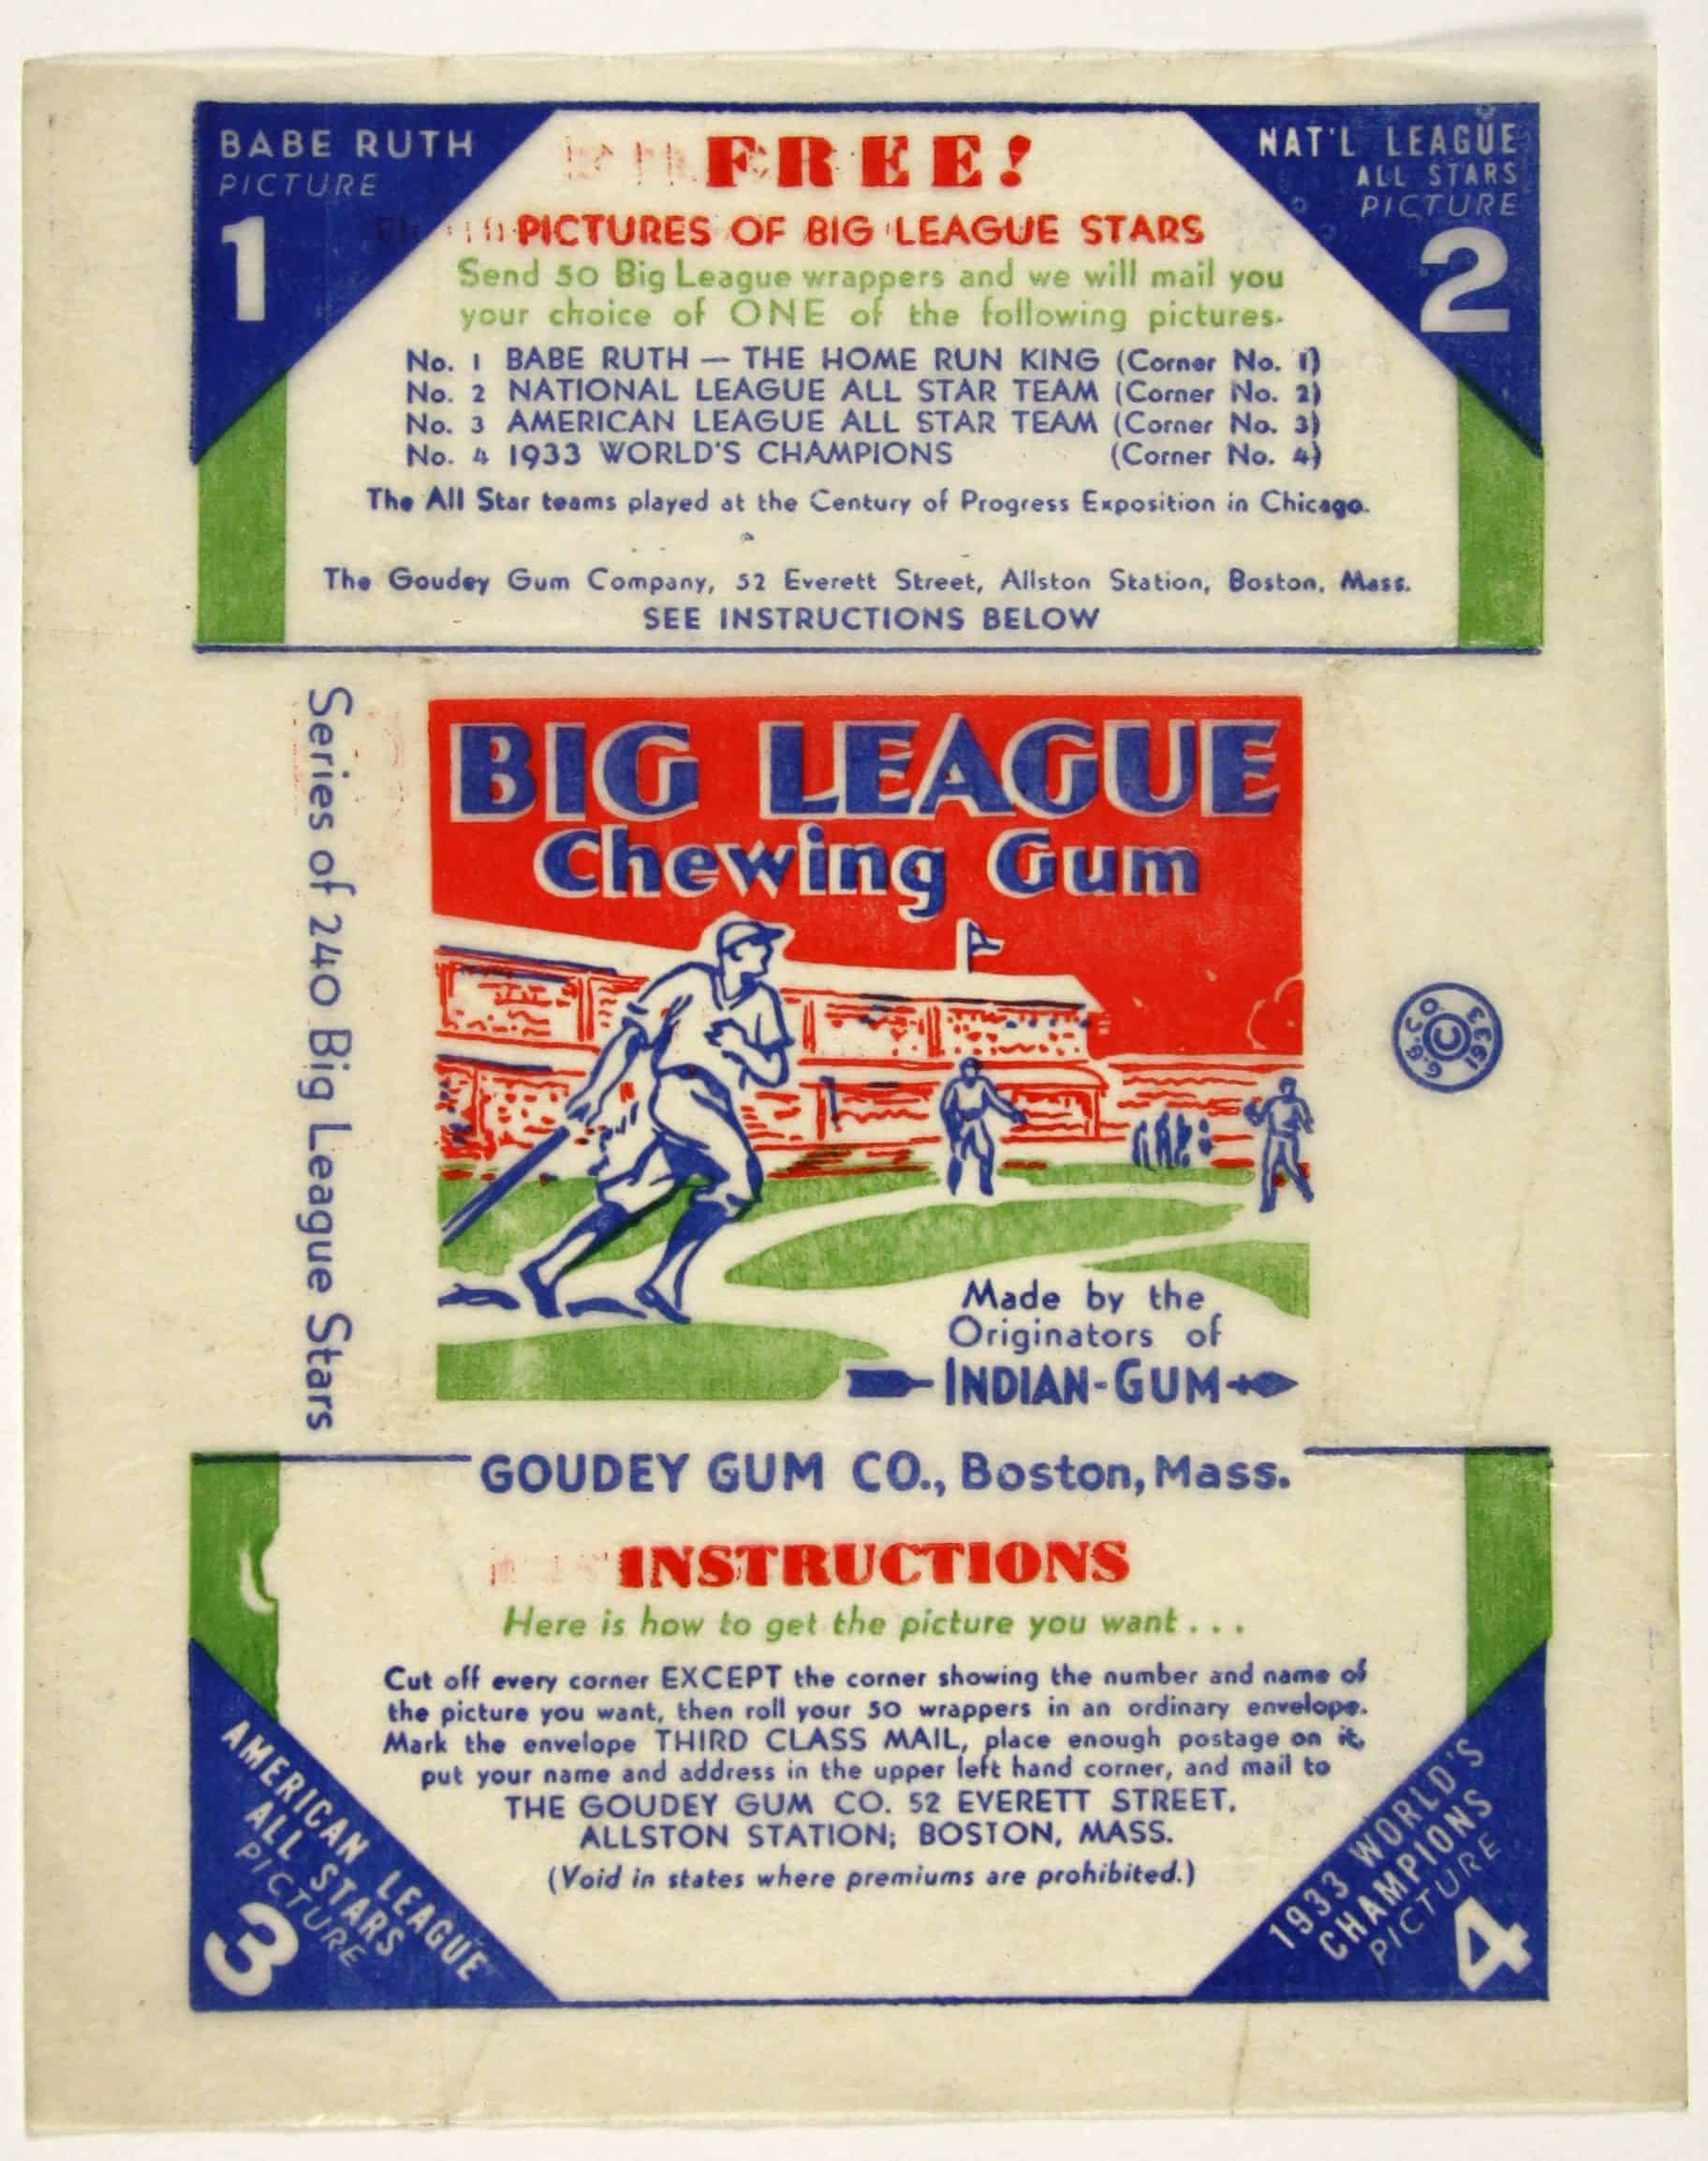 BABE RUTH
PICTURE
1
NAT'L LEAGUE
ALL STARS
PICTURE
2
FREE!
PICTURES OF BIG LEAGUE STARS
Send 50 Big League wrappers and we will mail you
your choice of ONE of the following pictures.
No. 1 BABE RUTH — THE HOME RUN KING (Corner No. 1)
No. 2 NATIONAL LEAGUE ALL STAR TEAM (Corner No. 2)
No. 3 AMERICAN LEAGUE ALL STAR TEAM (Corner No. 3)
No. 4 1933 WORLD'S CHAMPIONS (Corner No. 4)
The All Star teams played at the Century of Progress Exposition in Chicago.
The Goudey Gum Company, 52 Everett Street, Allston Station, Boston, Mass.
SEE INSTRUCTIONS BELOW
Series of 240 Big League Stars
BIG LEAGUE
Chewing Gum
G.G.CO. 1933
©
Made by the
Originators of
INDIAN-GUM
GOUDEY GUM CO., Boston, Mass.
INSTRUCTIONS
Here is how to get the picture you want . . .
Cut off every corner EXCEPT the corner showing the number and name of
the picture you want, then roll your 50 wrappers in an ordinary envelope.
Mark the envelope THIRD CLASS MAIL, place enough postage on it,
put your name and address in the upper left hand corner, and mail to
THE GOUDEY GUM CO. 52 EVERETT STREET,
ALLSTON STATION; BOSTON, MASS.
(Void in states where premiums are prohibited.)
AMERICAN LEAGUE
ALL STARS
PICTURE
3
1933 WORLD'S
CHAMPIONS
PICTURE
4